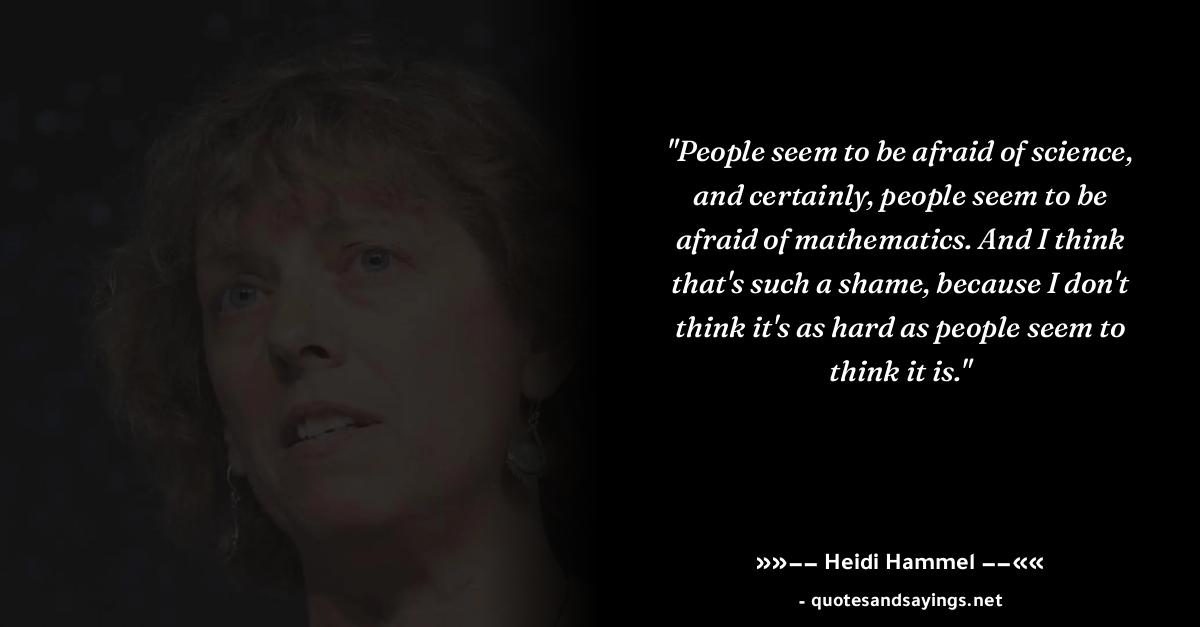 "People seem to be afraid of science,
and certainly, people seem to be
afraid of mathematics. And I think
that's such a shame, because I don't
think it's as hard as people seem to
think it is."
»»–– Heidi Hammel ––««
- quotesandsayings.net